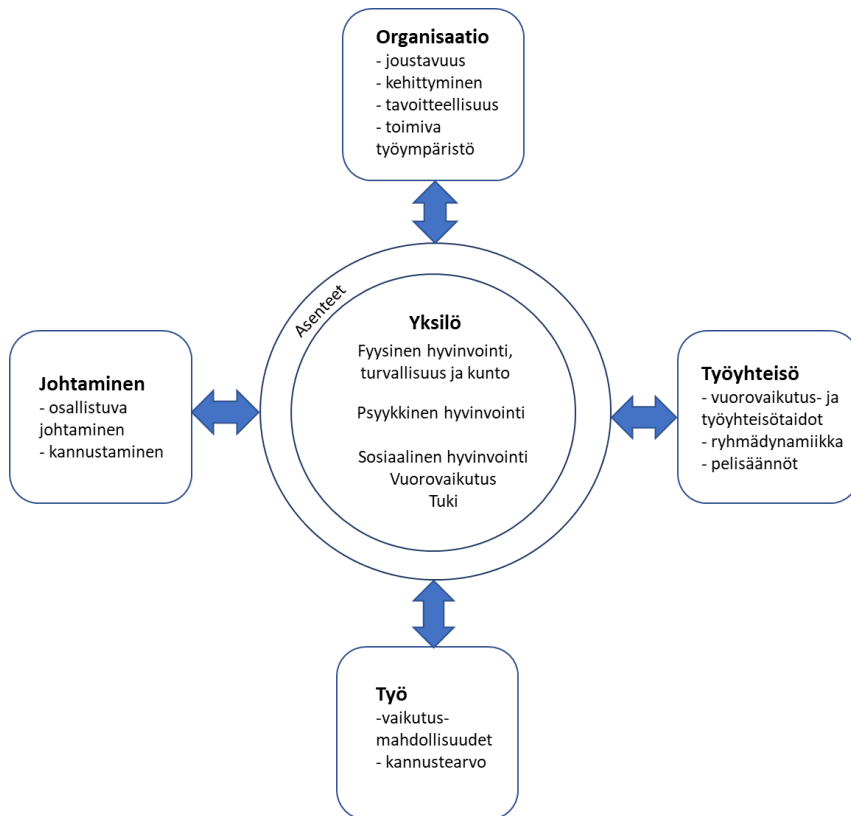 Organisaatio
- joustavuus
- kehittyminen
- tavoitteellisuus
- toimiva
työympäristö
Asenteet
Yksilö
Fyysinen hyvinvointi,
turvallisuus ja kunto
Psyykkinen hyvinvointi
Sosiaalinen hyvinvointi
Vuorovaikutus
Tuki
Johtaminen
- osallistuva
johtaminen
- kannustaminen
Työyhteisö
- vuorovaikutus- ja
työyhteisötaidot
- ryhmädynamiikka
- pelisäännöt
Työ
-vaikutus-
mahdollisuudet
- kannustearvo